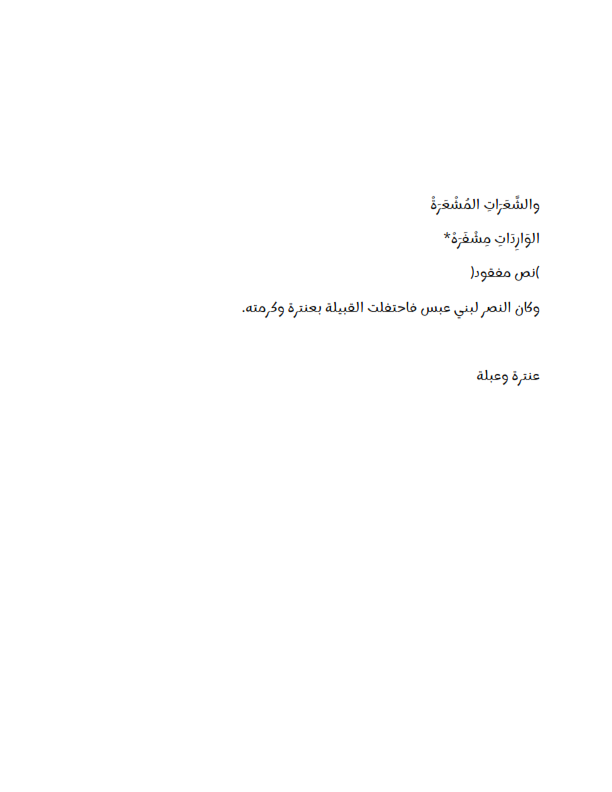 والشَّعَرَاتِ المُشْعَرَةْ
الوَارِدَاتِ مِشْفَرَهْ*
)نص مفقود(
وكان النصر لبني عبس فاحتفلت القبيلة بعنترة وكرمته.
عنترة وعبلة